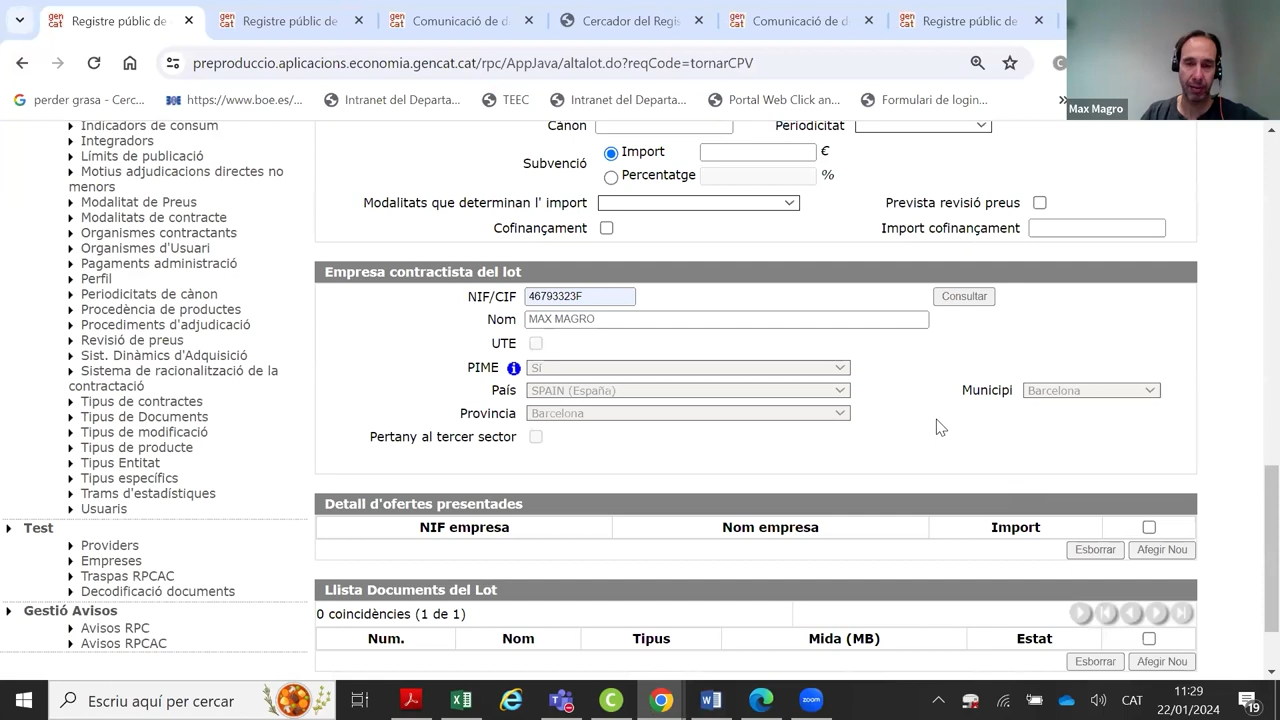 Registre públic de
Registre públic de
Comunicació de d
Cercador del Regis
Comunicació de d
Registre públic de
preproduccio.aplicacions.economia.gencat.cat/rpc/AppJava/altalot.do?reqCode=tornarCPV
perder grasa - Cerc...
https://www.boe.es/...
Intranet del Departa...
TEEC
Intranet del Departa...
Portal Web Click an...
Formulari de login...
Max Magro
Indicadors de consum
Integradors
Límits de publicació
Motius adjudicacions directes no
menors
Modalitat de Preus
Modalitats de contracte
Organismes contractants
Organismes d'Usuari
Pagaments administració
Perfil
Periodicitats de cànon
Procedència de productes
Procediments d'adjudicació
Revisió de preus
Sist. Dinàmics d'Adquisició
Sistema de racionalització de la
contractació
Tipus de contractes
Tipus de Documents
Tipus de modificació
Tipus de producte
Tipus Entitat
Tipus específics
Trams d'estadístiques
Usuaris
Test
Providers
Empreses
Traspas RPCAC
Decodificació documents
Gestió Avisos
Avisos RPC
Avisos RPCAC
Cànon Periodicitat
Subvenció Import €
Percentatge %
Modalitats que determinan l' import Prevista revisió preus
Cofinançament Import cofinançament
Empresa contractista del lot
NIF/CIF 46793323F Consultar
Nom MAX MAGRO
UTE
PIME Sí
País SPAIN (España) Municipi Barcelona
Provincia Barcelona
Pertany al tercer sector
Detall d'ofertes presentades
NIF empresa Nom empresa Import
Esborrar Afegir Nou
Llista Documents del Lot
0 coincidències (1 de 1)
Num. Nom Tipus Mida (MB) Estat
Esborrar Afegir Nou
Escriu aquí per cercar
CAT
11:29
22/01/2024
19